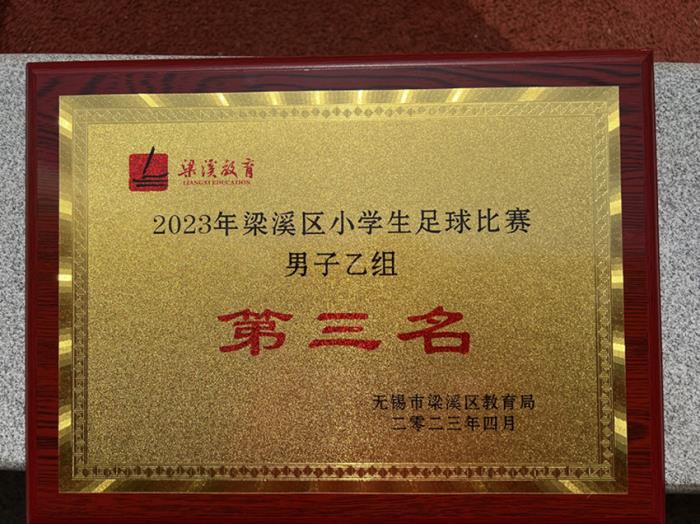 梁溪教育
LIANGXI EDUCATION
2023年梁溪区小学生足球比赛
男子乙组
第三名
无锡市梁溪区教育局
二零二三年四月